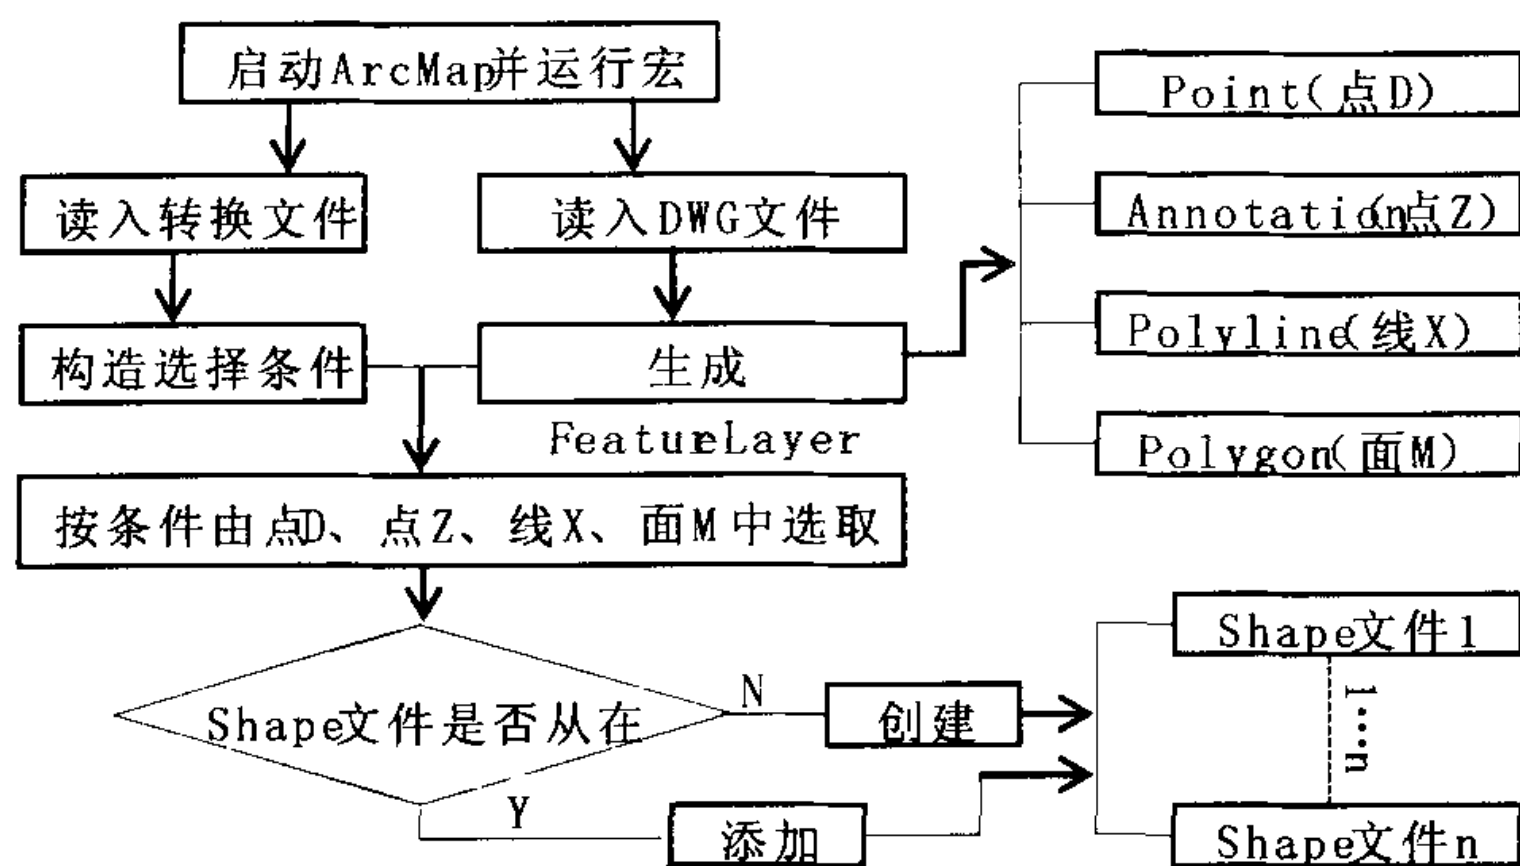 启动ArcMap并运行宏
读入转换文件
读入DWG文件
构造选择条件
生成
FeatureLayer
Point(点D)
Annotation(点Z)
Polyline(线X)
Polygon(面M)
按条件由点D、点Z、线X、面M中选取
Shape文件是否从在
N
创建
Y
添加
Shape文件1
1…n
Shape文件n